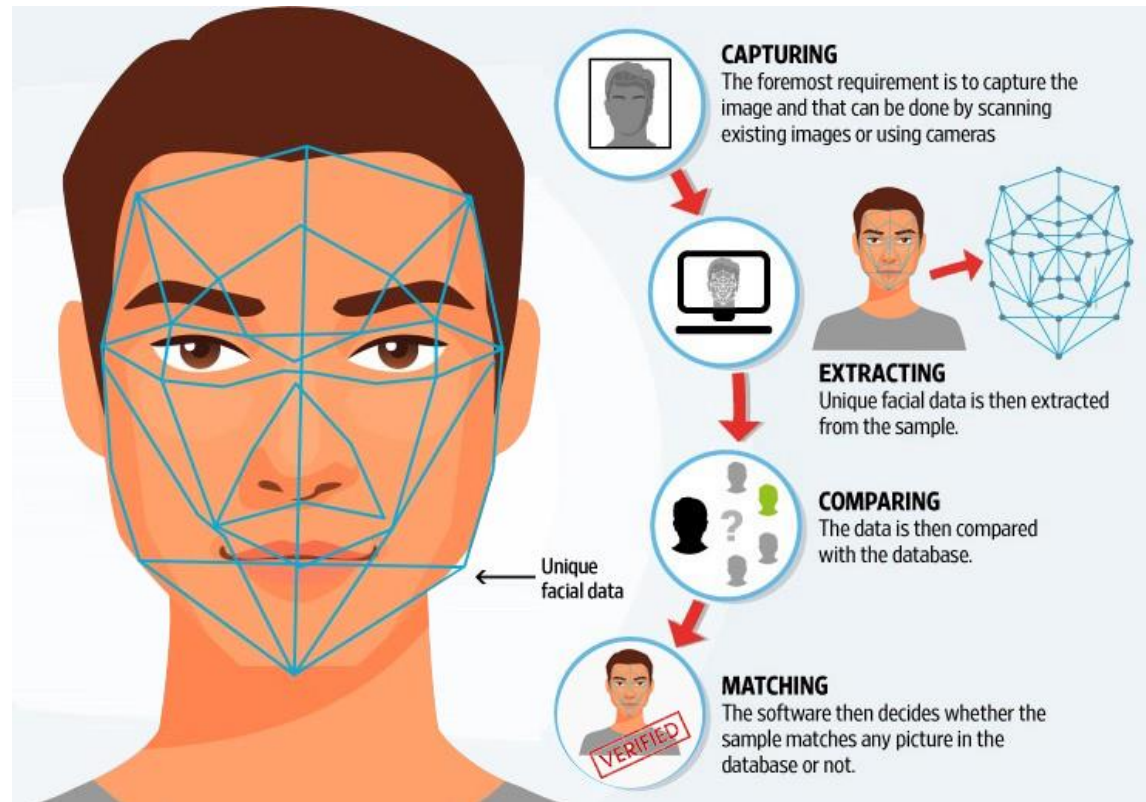 CAPTURING
The foremost requirement is to capture the
image and that can be done by scanning
existing images or using cameras
EXTRACTING
Unique facial data is then extracted
from the sample.
COMPARING
The data is then compared
with the database.
?
Unique
facial data
MATCHING
The software then decides whether the
sample matches any picture in the
database or not.
VERIFIED